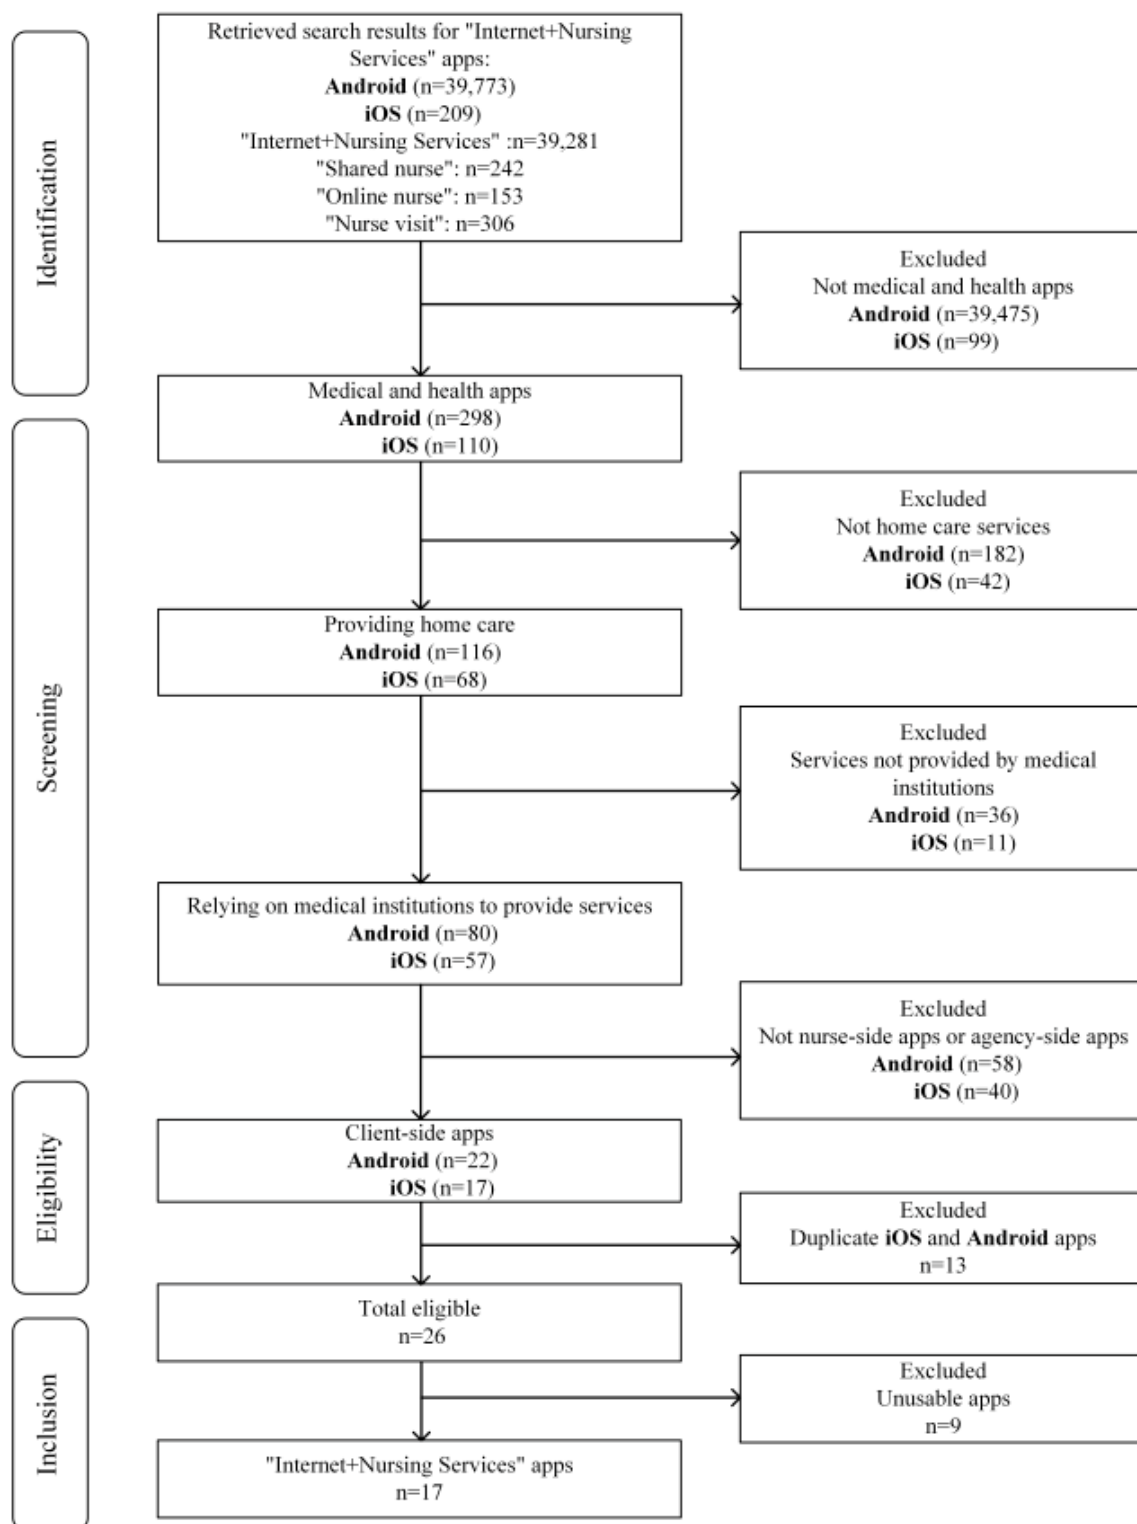 Identification
Retrieved search results for "Internet+Nursing
Services" apps:
Android (n=39,773)
iOS (n=209)
"Internet+Nursing Services" :n=39,281
"Shared nurse": n=242
"Online nurse": n=153
"Nurse visit": n=306
Excluded
Not medical and health apps
Android (n=39,475)
iOS (n=99)
Medical and health apps
Android (n=298)
iOS (n=110)
Screening
Excluded
Not home care services
Android (n=182)
iOS (n=42)
Providing home care
Android (n=116)
iOS (n=68)
Excluded
Services not provided by medical
institutions
Android (n=36)
iOS (n=11)
Relying on medical institutions to provide services
Android (n=80)
iOS (n=57)
Excluded
Not nurse-side apps or agency-side apps
Android (n=58)
iOS (n=40)
Eligibility
Client-side apps
Android (n=22)
iOS (n=17)
Excluded
Duplicate iOS and Android apps
n=13
Total eligible
n=26
Inclusion
Excluded
Unusable apps
n=9
"Internet+Nursing Services" apps
n=17